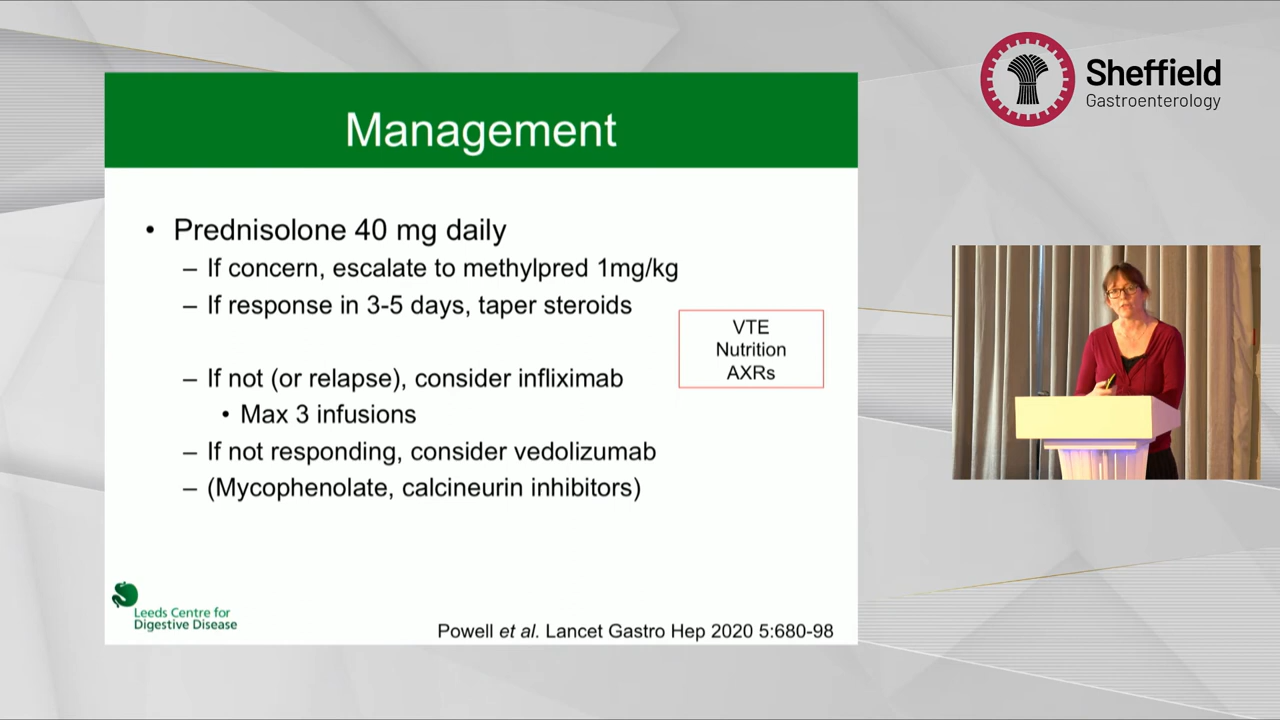 Sheffield
Gastroenterology
Management
• Prednisolone 40 mg daily
– If concern, escalate to methylpred 1mg/kg
– If response in 3-5 days, taper steroids
VTE
Nutrition
AXRs
– If not (or relapse), consider infliximab
• Max 3 infusions
– If not responding, consider vedolizumab
– (Mycophenolate, calcineurin inhibitors)
Leeds Centre for
Digestive Disease
Powell et al. Lancet Gastro Hep 2020 5:680-98